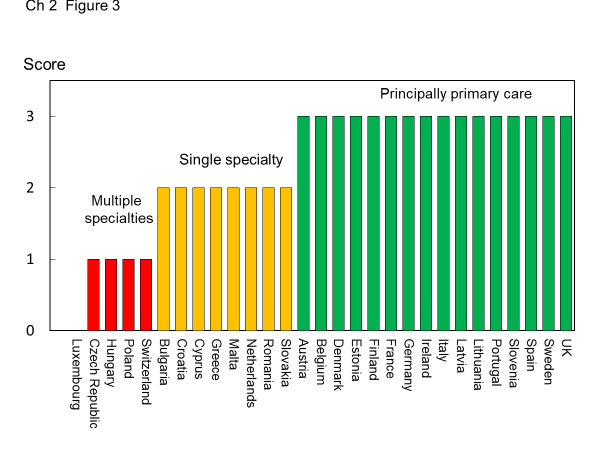 Ch 2  Figure 3
Score
Principally primary care
3
Single specialty
2
Multiple
specialties
1
0
Luxembourg
Czech Republic
Hungary
Poland
Switzerland
Bulgaria
Croatia
Cyprus
Greece
Malta
Netherlands
Romania
Slovakia
Austria
Belgium
Denmark
Estonia
Finland
France
Germany
Ireland
Italy
Latvia
Lithuania
Portugal
Slovenia
Spain
Sweden
UK